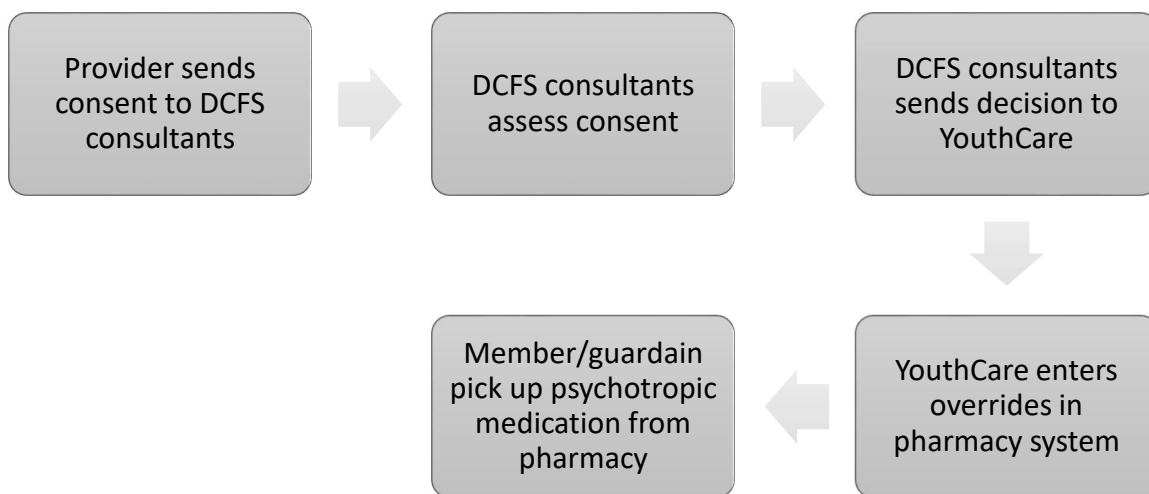 Provider sends
consent to DCFS
consultants
DCFS consultants
assess consent
DCFS consultants
sends decision to
YouthCare
YouthCare enters
overrides in
pharmacy system
Member/guardain
pick up psychotropic
medication from
pharmacy